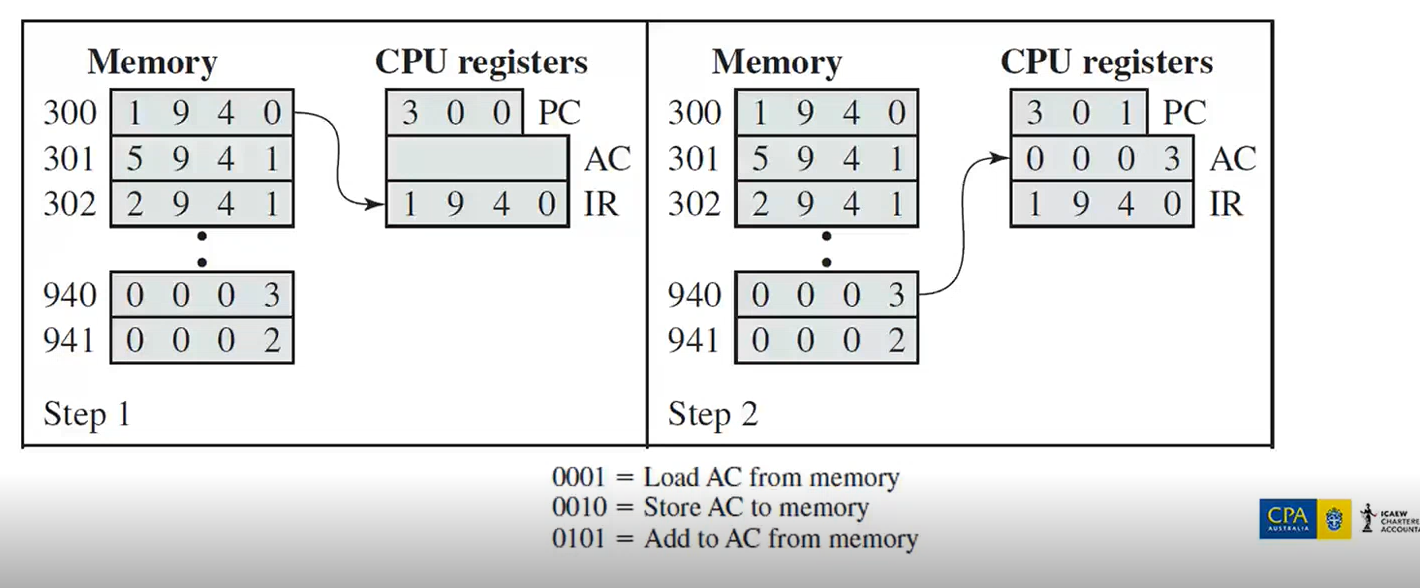 Memory CPU registers
300 1 9 4 0 3 0 0 PC
301 5 9 4 1 AC
302 2 9 4 1 1 9 4 0 IR
940 0 0 0 3
941 0 0 0 2
Step 1
Memory CPU registers
300 1 9 4 0 3 0 1 PC
301 5 9 4 1 0 0 0 3 AC
302 2 9 4 1 1 9 4 0 IR
940 0 0 0 3
941 0 0 0 2
Step 2
0001 = Load AC from memory
0010 = Store AC to memory
0101 = Add to AC from memory
CPA
AUSTRALIA
ICAEW
CHARTERE
ACCOUNTA